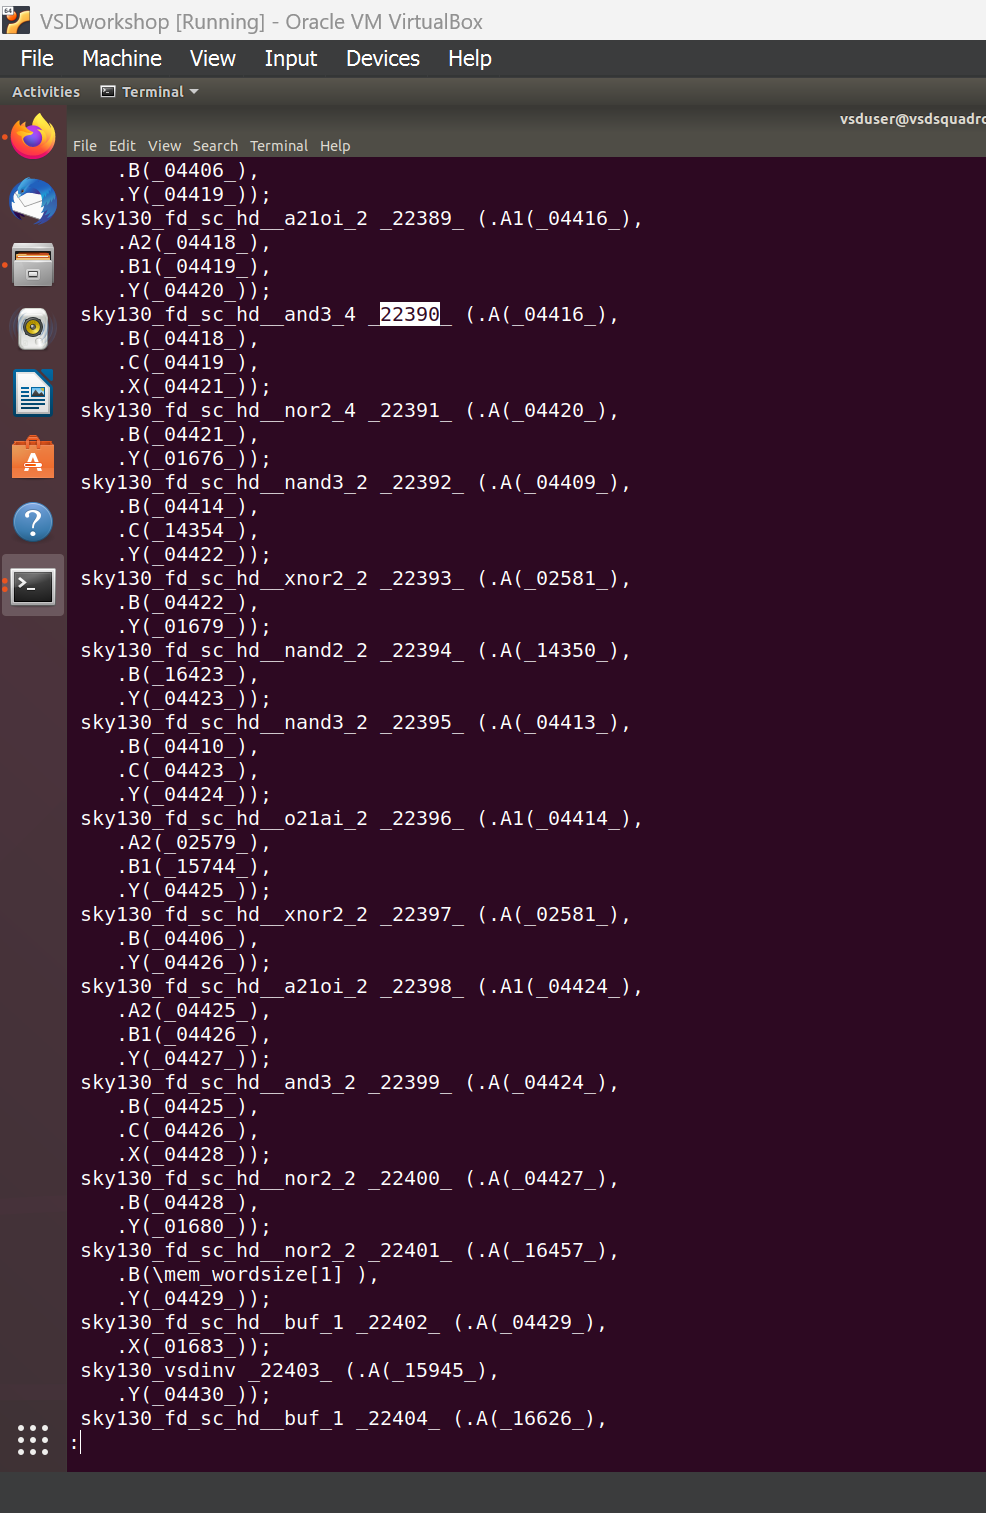 64
VSDworkshop [Running] - Oracle VM VirtualBox
File Machine View Input Devices Help
Activities Terminal
vsduser@vsdsquadro
File Edit View Search Terminal Help
.B(_04406_),
.Y(_04419_));
sky130_fd_sc_hd__a21oi_2 _22389_ (.A1(_04416_),
.A2(_04418_),
.B1(_04419_),
.Y(_04420_));
sky130_fd_sc_hd__and3_4 _22390_ (.A(_04416_),
.B(_04418_),
.C(_04419_),
.X(_04421_));
sky130_fd_sc_hd__nor2_4 _22391_ (.A(_04420_),
.B(_04421_),
.Y(_01676_));
sky130_fd_sc_hd__nand3_2 _22392_ (.A(_04409_),
.B(_04414_),
.C(_14354_),
.Y(_04422_));
sky130_fd_sc_hd__xnor2_2 _22393_ (.A(_02581_),
.B(_04422_),
.Y(_01679_));
sky130_fd_sc_hd__nand2_2 _22394_ (.A(_14350_),
.B(_16423_),
.Y(_04423_));
sky130_fd_sc_hd__nand3_2 _22395_ (.A(_04413_),
.B(_04410_),
.C(_04423_),
.Y(_04424_));
sky130_fd_sc_hd__o21ai_2 _22396_ (.A1(_04414_),
.A2(_02579_),
.B1(_15744_),
.Y(_04425_));
sky130_fd_sc_hd__xnor2_2 _22397_ (.A(_02581_),
.B(_04406_),
.Y(_04426_));
sky130_fd_sc_hd__a21oi_2 _22398_ (.A1(_04424_),
.A2(_04425_),
.B1(_04426_),
.Y(_04427_));
sky130_fd_sc_hd__and3_2 _22399_ (.A(_04424_),
.B(_04425_),
.C(_04426_),
.X(_04428_));
sky130_fd_sc_hd__nor2_2 _22400_ (.A(_04427_),
.B(_04428_),
.Y(_01680_));
sky130_fd_sc_hd__nor2_2 _22401_ (.A(_16457_),
.B(\mem_wordsize[1] ),
.Y(_04429_));
sky130_fd_sc_hd__buf_1 _22402_ (.A(_04429_),
.X(_01683_));
sky130_vsdinv _22403_ (.A(_15945_),
.Y(_04430_));
sky130_fd_sc_hd__buf_1 _22404_ (.A(_16626_),
: